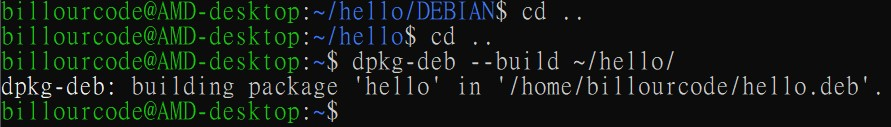 billourcode@AMD-desktop:~/hello/DEBIAN$ cd ..
billourcode@AMD-desktop:~/hello$ cd ..
billourcode@AMD-desktop:~$ dpkg-deb --build ~/hello/
dpkg-deb: building package 'hello' in '/home/billourcode/hello.deb'.
billourcode@AMD-desktop:~$